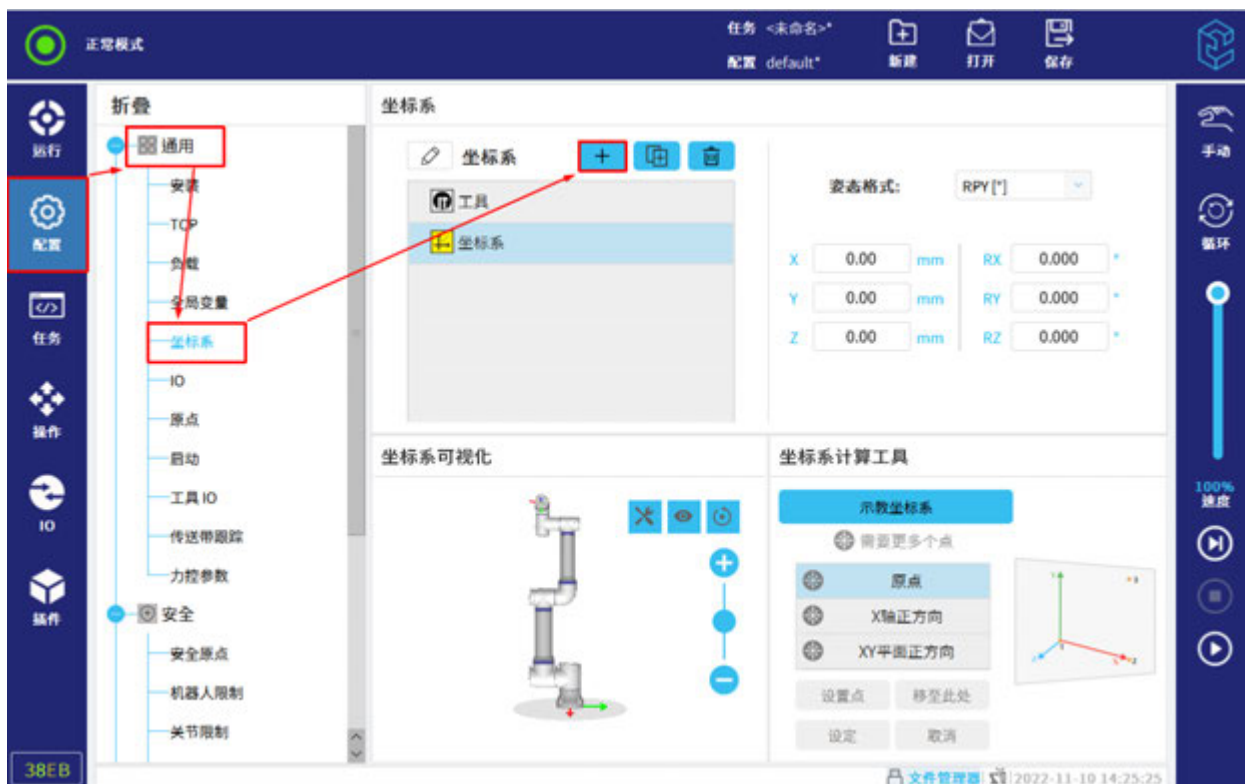 正常模式
任务 <未命名>*
配置 default*
新建
打开
保存
运行
配置
任务
操作
IO
插件
38EB
折叠
通用
安装
TCP
负载
全局变量
坐标系
IO
原点
启动
工具 IO
传送带跟踪
力控参数
安全
安全原点
机器人限制
关节限制
坐标系
坐标系
工具
坐标系
姿态格式:
RPY [°]
X 0.00 mm RX 0.000 °
Y 0.00 mm RY 0.000 °
Z 0.00 mm RZ 0.000 °
坐标系可视化
坐标系计算工具
示教坐标系
需要更多个点
原点
X轴正方向
XY平面正方向
设置点 移至此处
设定 取消
手动
循环
100%
速度
文件管理器 2022-11-10 14:25:25